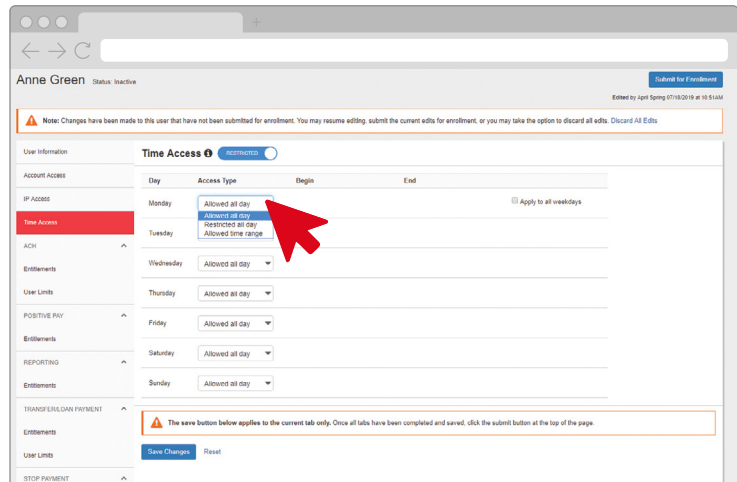 Anne Green Status: Inactive
Submit for Enrollment
Edited by April Spring 07/18/2019 at 10:51AM
Note: Changes have been made to this user that have not been submitted for enrollment. You may resume editing, submit the current edits for enrollment, or you may take the option to discard all edits. Discard All Edits
User Information
Account Access
IP Access
Time Access
ACH
Entitlements
User Limits
POSITIVE PAY
Entitlements
REPORTING
Entitlements
TRANSFER/LOAN PAYMENT
Entitlements
User Limits
STOP PAYMENT
Time Access RESTRICTED
Day Access Type Begin End
Monday Allowed all day Apply to all weekdays
Allowed all day
Restricted all day
Tuesday Allowed time range
Wednesday Allowed all day
Thursday Allowed all day
Friday Allowed all day
Saturday Allowed all day
Sunday Allowed all day
The save button below applies to the current tab only. Once all tabs have been completed and saved, click the submit button at the top of the page.
Save Changes Reset